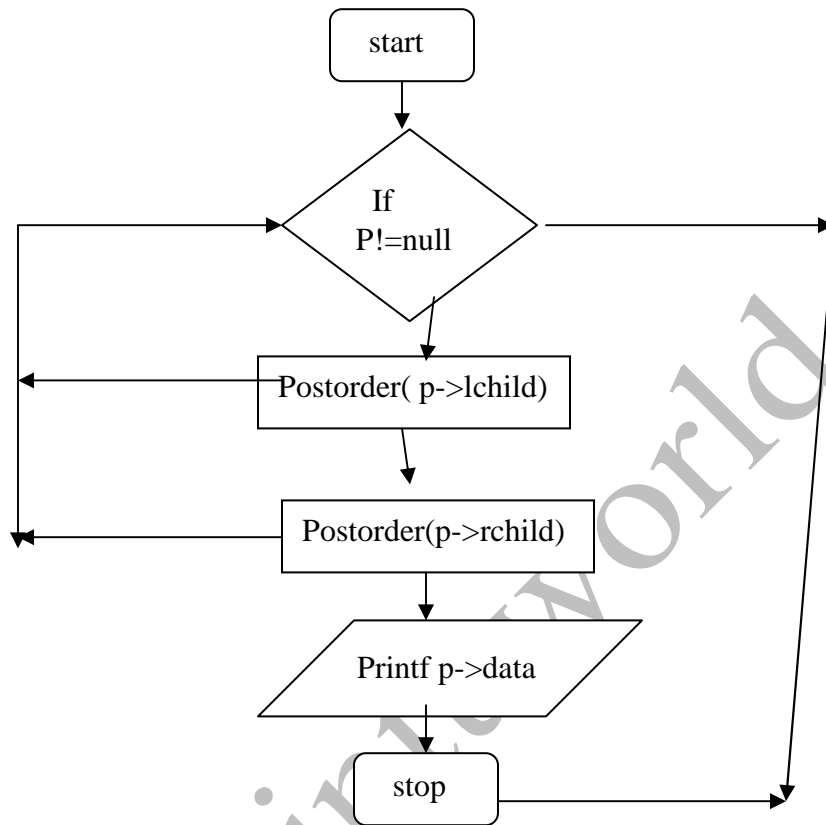 start
If
P!=null
Postorder( p->lchild)
Postorder(p->rchild)
Printf p->data
stop